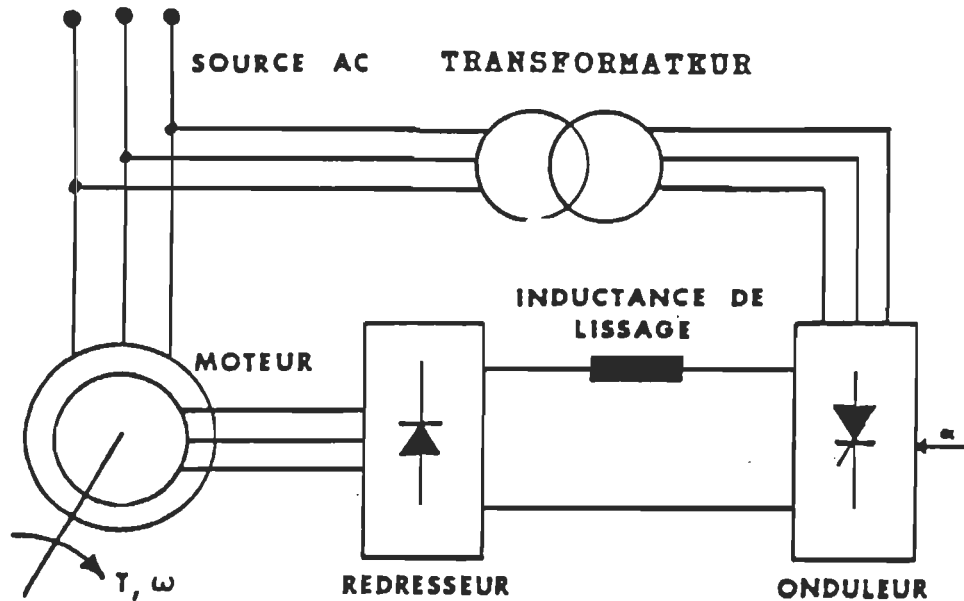 SOURCE AC
TRANSFORMATEUR
INDUCTANCE DE
LISSAGE
MOTEUR
α
T, ω
REDRESSEUR
ONDULEUR